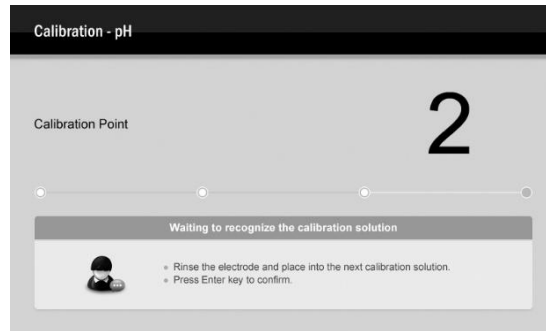 Calibration - pH
Calibration Point
2
Waiting to recognize the calibration solution
Rinse the electrode and place into the next calibration solution.
Press Enter key to confirm.